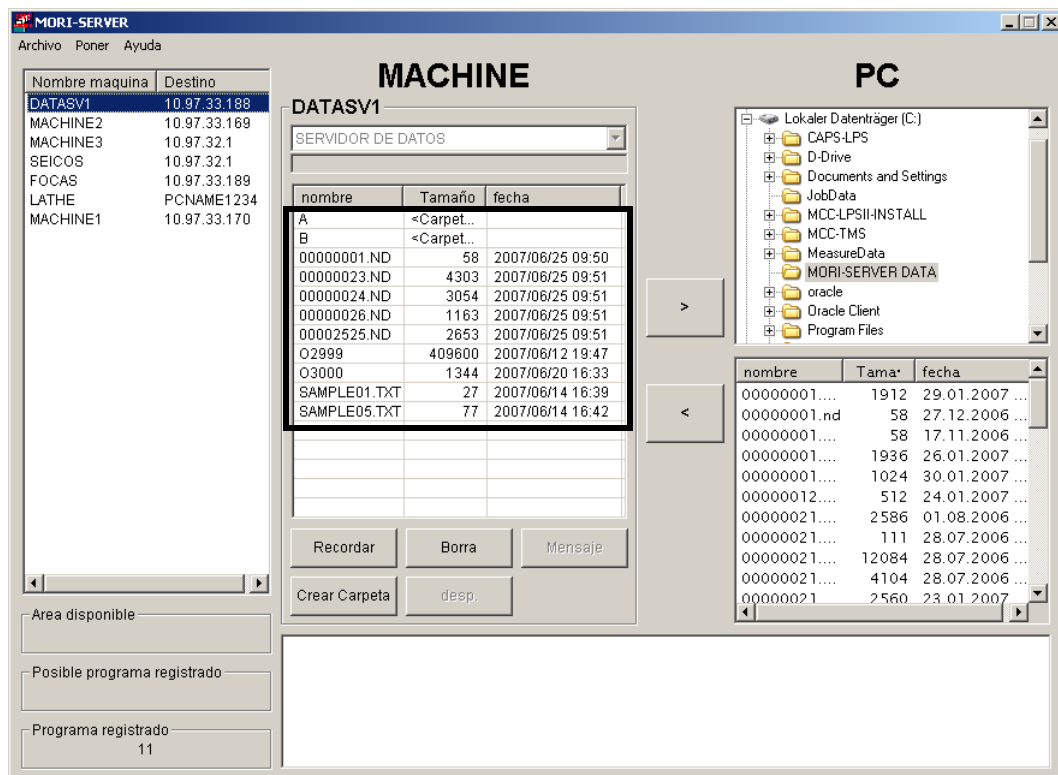 MORI-SERVER
Archivo Poner Ayuda
Nombre maquina Destino
DATASV1 10.97.33.188
MACHINE2 10.97.33.169
MACHINE3 10.97.32.1
SEICOS 10.97.32.1
FOCAS 10.97.33.189
LATHE PCNAME1234
MACHINE1 10.97.33.170
Area disponible
Posible programa registrado
Programa registrado
11
MACHINE
DATASV1
SERVIDOR DE DATOS
nombre Tamaño fecha
A <Carpet...
B <Carpet...
00000001.ND 58 2007/06/25 09:50
00000023.ND 4303 2007/06/25 09:51
00000024.ND 3054 2007/06/25 09:51
00000026.ND 1163 2007/06/25 09:51
00002525.ND 2653 2007/06/25 09:51
O2999 409600 2007/06/12 19:47
O3000 1344 2007/06/20 16:33
SAMPLE01.TXT 27 2007/06/14 16:39
SAMPLE05.TXT 77 2007/06/14 16:42
Recordar Borra Mensaje
Crear Carpeta desp.
>
<
PC
Lokaler Datenträger (C:)
CAPS-LPS
D-Drive
Documents and Settings
JobData
MCC-LPSII-INSTALL
MCC-TMS
MeasureData
MORI-SERVER DATA
oracle
Oracle Client
Program Files
nombre Tama· fecha
00000001.... 1912 29.01.2007 ...
00000001.nd 58 27.12.2006 ...
00000001.... 58 17.11.2006 ...
00000001.... 1936 26.01.2007 ...
00000001.... 1024 30.01.2007 ...
00000012.... 512 24.01.2007 ...
00000021.... 2586 01.08.2006 ...
00000021.... 111 28.07.2006 ...
00000021.... 12084 28.07.2006 ...
00000021.... 4104 28.07.2006 ...
00000021 2560 23.01.2007